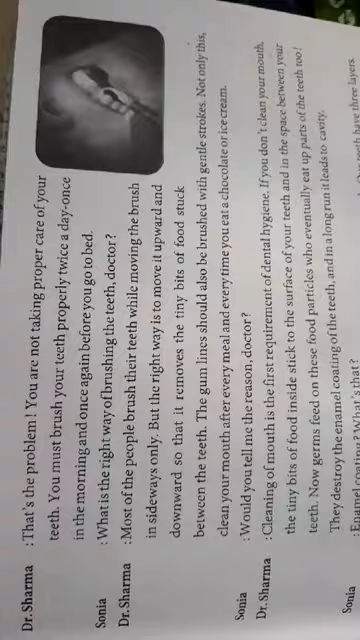 Dr. Sharma : That's the problem! You are not taking proper care of your
teeth. You must brush your teeth properly twice a day-once
in the morning and once again before you go to bed.
Sonia : What is the right way of brushing the teeth, doctor?
Dr. Sharma : Most of the people brush their teeth while moving the brush
in sideways only. But the right way is to move it upward and
downward so that it removes the tiny bits of food stuck
between the teeth. The gum lines should also be brushed with gentle strokes. Not only this,
clean your mouth after every meal and every time you eat a chocolate or ice cream.
Sonia : Would you tell me the reason, doctor?
Dr. Sharma : Cleaning of mouth is the first requirement of dental hygiene. If you don't clean your mouth,
the tiny bits of food inside stick to the surface of your teeth and in the space between your
teeth. Now germs feed on these food particles who eventually eat up parts of the teeth too!
They destroy the enamel coating of the teeth, and in a long run it leads to cavity.
Sonia : Enamel coating? What's that?
teeth have three layers